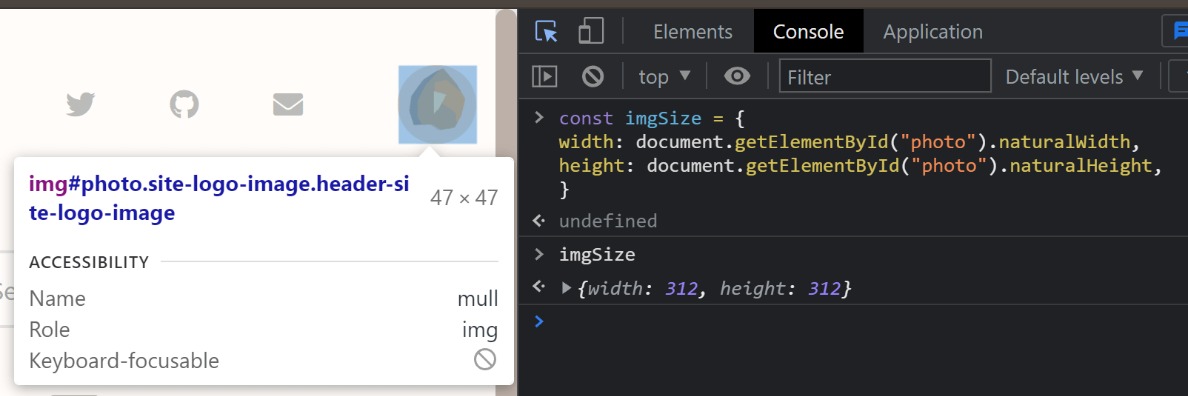 Elements Console Application
top ▼ Filter Default levels ▼
const imgSize = {
width: document.getElementById("photo").naturalWidth,
height: document.getElementById("photo").naturalHeight,
}
undefined
imgSize
▶ {width: 312, height: 312}
img#photo.site-logo-image.header-si
te-logo-image
47 × 47
ACCESSIBILITY
Name mull
Role img
Keyboard-focusable